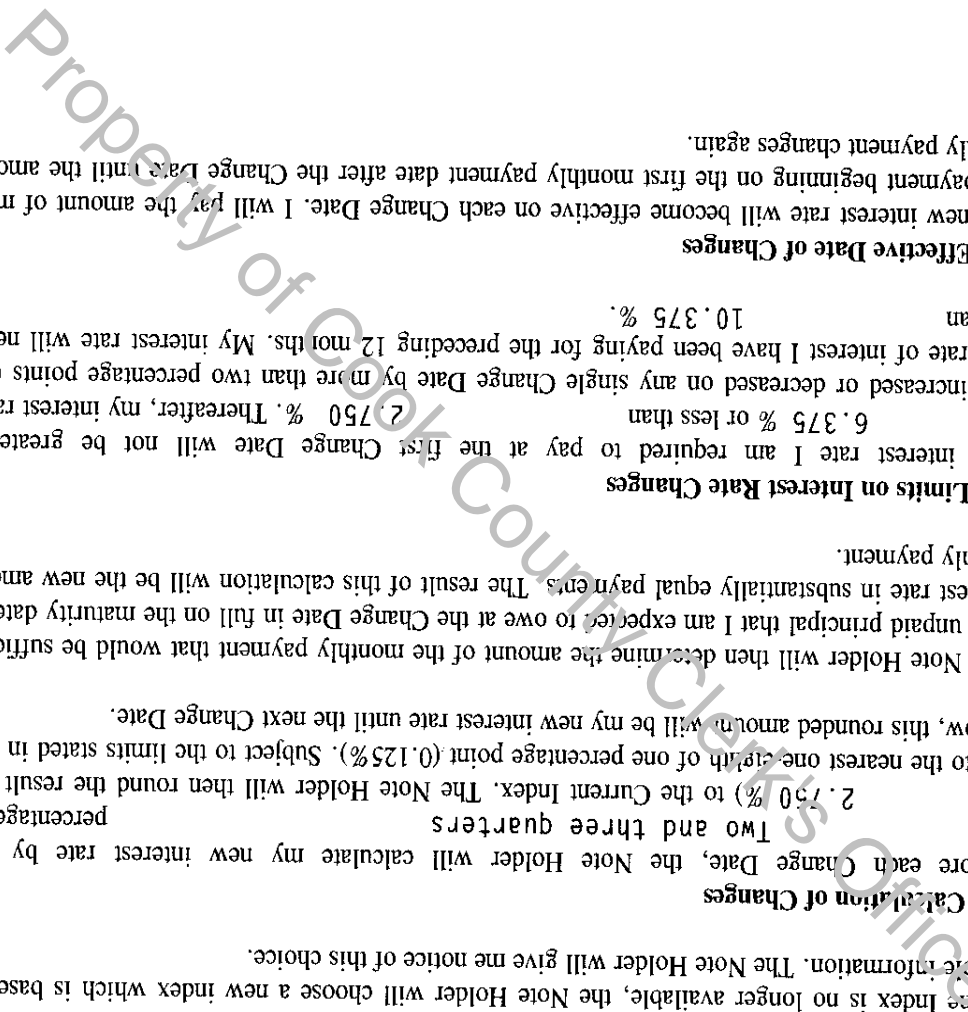 ne Index is no longer available, the Note Holder will choose a new index which is base
ble information. The Note Holder will give me notice of this choice.
Calculation of Changes
ore each Change Date, the Note Holder will calculate my new interest rate by
Two and three quarters percentage
2.750 %) to the Current Index. The Note Holder will then round the result
to the nearest one-eighth of one percentage point (0.125%). Subject to the limits stated in
ow, this rounded amount will be my new interest rate until the next Change Date.
Note Holder will then determine the amount of the monthly payment that would be suffic
unpaid principal that I am expected to owe at the Change Date in full on the maturity date
est rate in substantially equal payments. The result of this calculation will be the new amo
hly payment.
Limits on Interest Rate Changes
interest rate I am required to pay at the first Change Date will not be greate
6.375 % or less than 2.750 %. Thereafter, my interest ra
increased or decreased on any single Change Date by more than two percentage points
rate of interest I have been paying for the preceding 12 months. My interest rate will ne
an 10.375 %.
Effective Date of Changes
new interest rate will become effective on each Change Date. I will pay the amount of m
payment beginning on the first monthly payment date after the Change Date until the amo
ly payment changes again.
Property of Cook County Clerk's Offic